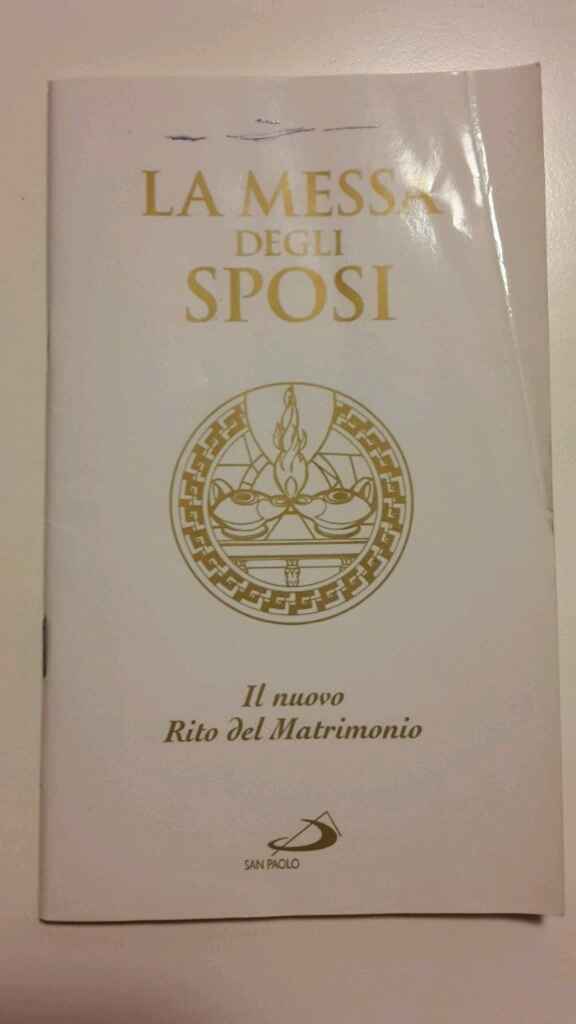 LA MESSA
DEGLI
SPOSI
Il nuovo
Rito del Matrimonio
SAN PAOLO